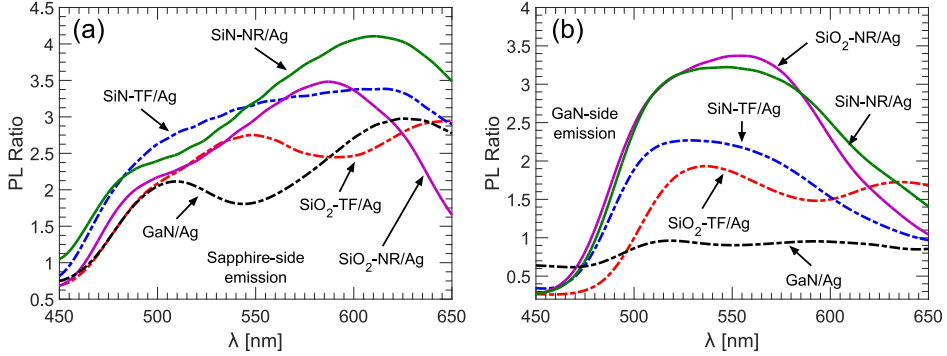 (a)
SiN-NR/Ag
SiN-TF/Ag
GaN/Ag
SiO2-TF/Ag
Sapphire-side
emission
SiO2-NR/Ag
PL Ratio
4.5
4
3.5
3
2.5
2
1.5
1
0.5
450
500
550
600
650
λ [nm]
(b)
SiO2-NR/Ag
GaN-side
emission
SiN-TF/Ag
SiN-NR/Ag
SiO2-TF/Ag
GaN/Ag
PL Ratio
4
3.5
3
2.5
2
1.5
1
0.5
450
500
550
600
650
λ [nm]